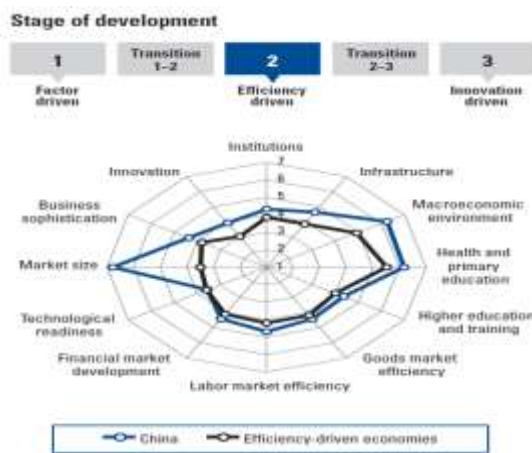 Stage of development
1
Transition
1–2
2
Transition
2–3
3
Factor
driven
Efficiency
driven
Innovation
driven
Institutions
7
6
5
4
3
2
1
Infrastructure
Macroeconomic
environment
Health and
primary
education
Higher education
and training
Goods market
efficiency
Labor market efficiency
Financial market
development
Technological
readiness
Market size
Business
sophistication
Innovation
China
Efficiency-driven economies